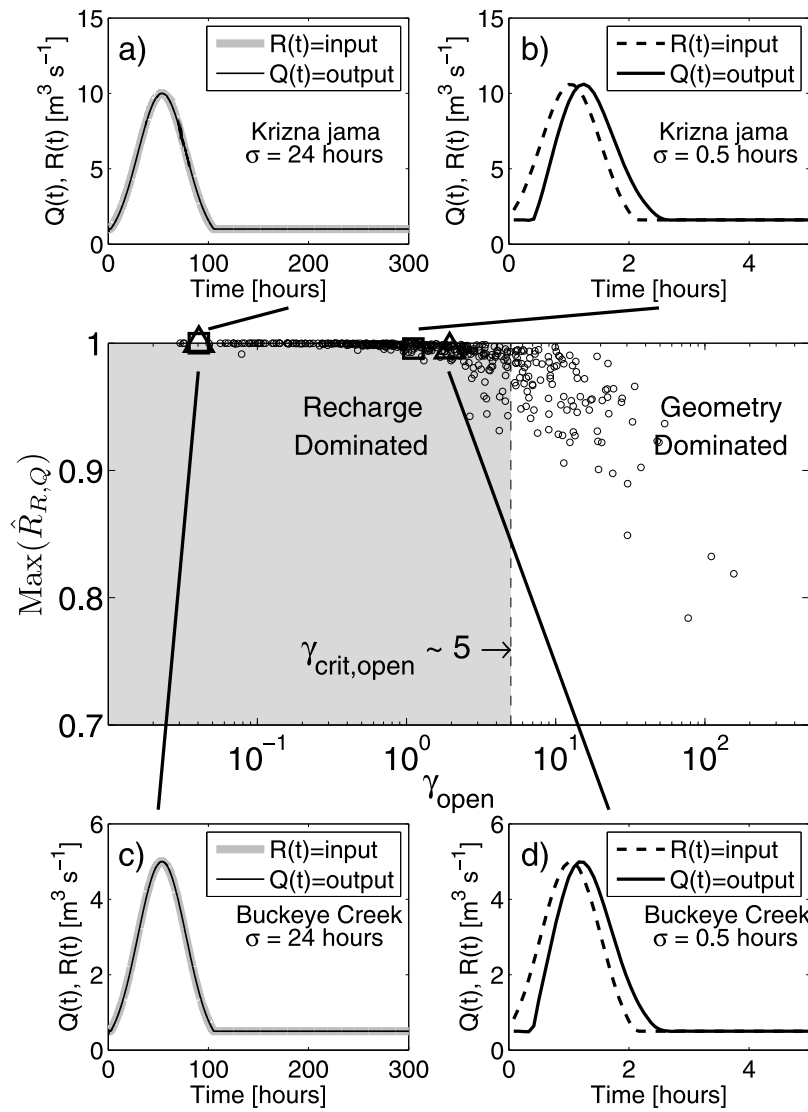 a)
R(t)=input
Q(t)=output
Krizna jama
σ = 24 hours
Q(t), R(t) [m³ s⁻¹]
15
10
5
0
0 100 200 300
Time [hours]
b)
R(t)=input
Q(t)=output
Krizna jama
σ = 0.5 hours
Q(t), R(t) [m³ s⁻¹]
15
10
5
0
0 2 4
Time [hours]
Max(R̂_{R,Q})
1
0.9
0.8
0.7
Recharge
Dominated
Geometry
Dominated
γ_{crit,open} ~ 5 →
10⁻¹ 10⁰ 10¹ 10²
γ_{open}
c)
R(t)=input
Q(t)=output
Buckeye Creek
σ = 24 hours
Q(t), R(t) [m³ s⁻¹]
6
4
2
0
0 100 200 300
Time [hours]
d)
R(t)=input
Q(t)=output
Buckeye Creek
σ = 0.5 hours
Q(t), R(t) [m³ s⁻¹]
6
4
2
0
0 2 4
Time [hours]